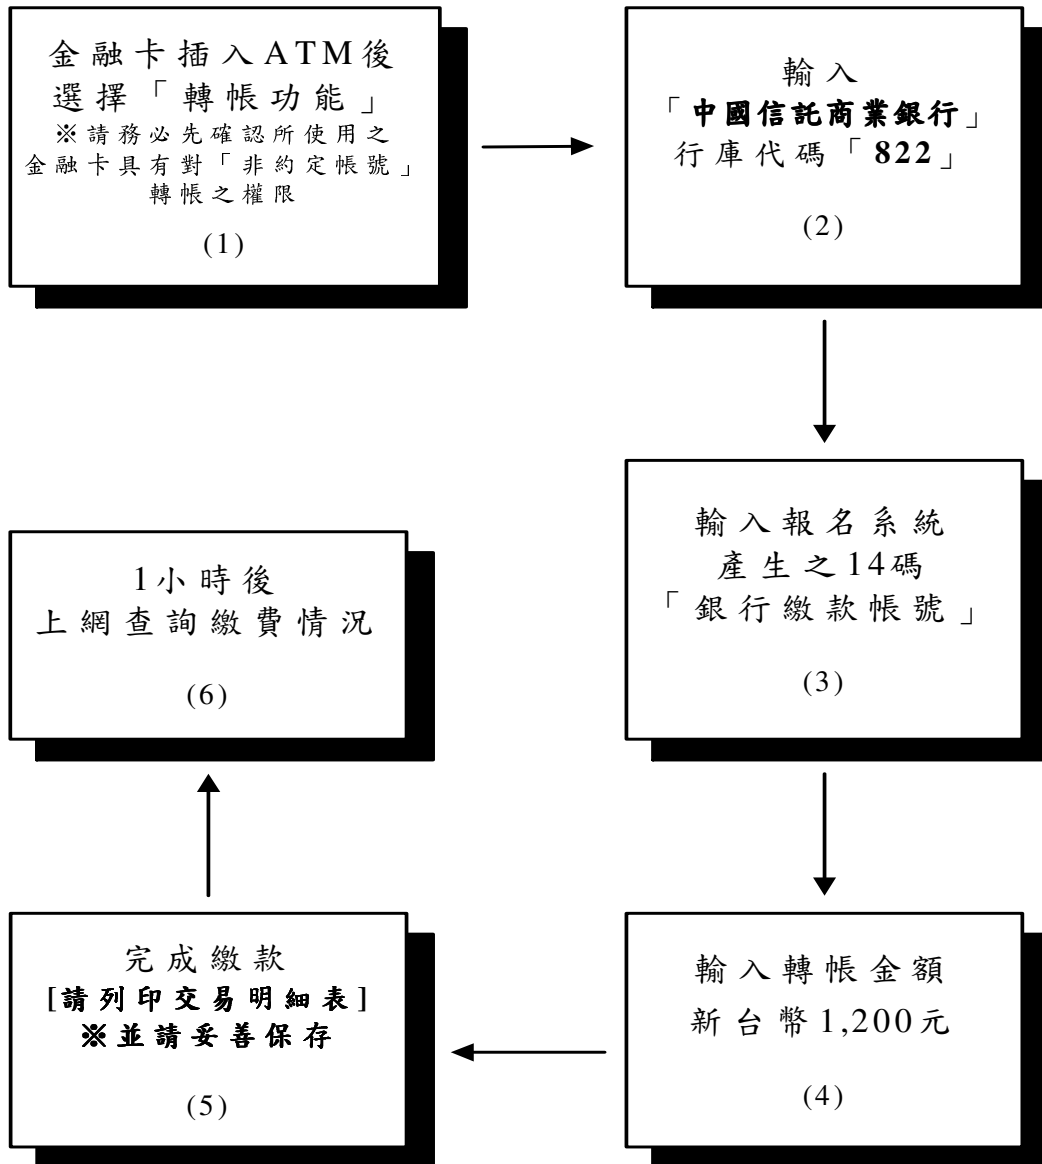 金融卡插入ATM後
選擇「轉帳功能」
※請務必先確認所使用之
金融卡具有對「非約定帳號」
轉帳之權限
(1)
輸入
「中國信託商業銀行」
行庫代碼「822」
(2)
輸入報名系統
產生之14碼
「銀行繳款帳號」
(3)
輸入轉帳金額
新台幣1,200元
(4)
完成繳款
[請列印交易明細表]
※並請妥善保存
(5)
1小時後
上網查詢繳費情況
(6)